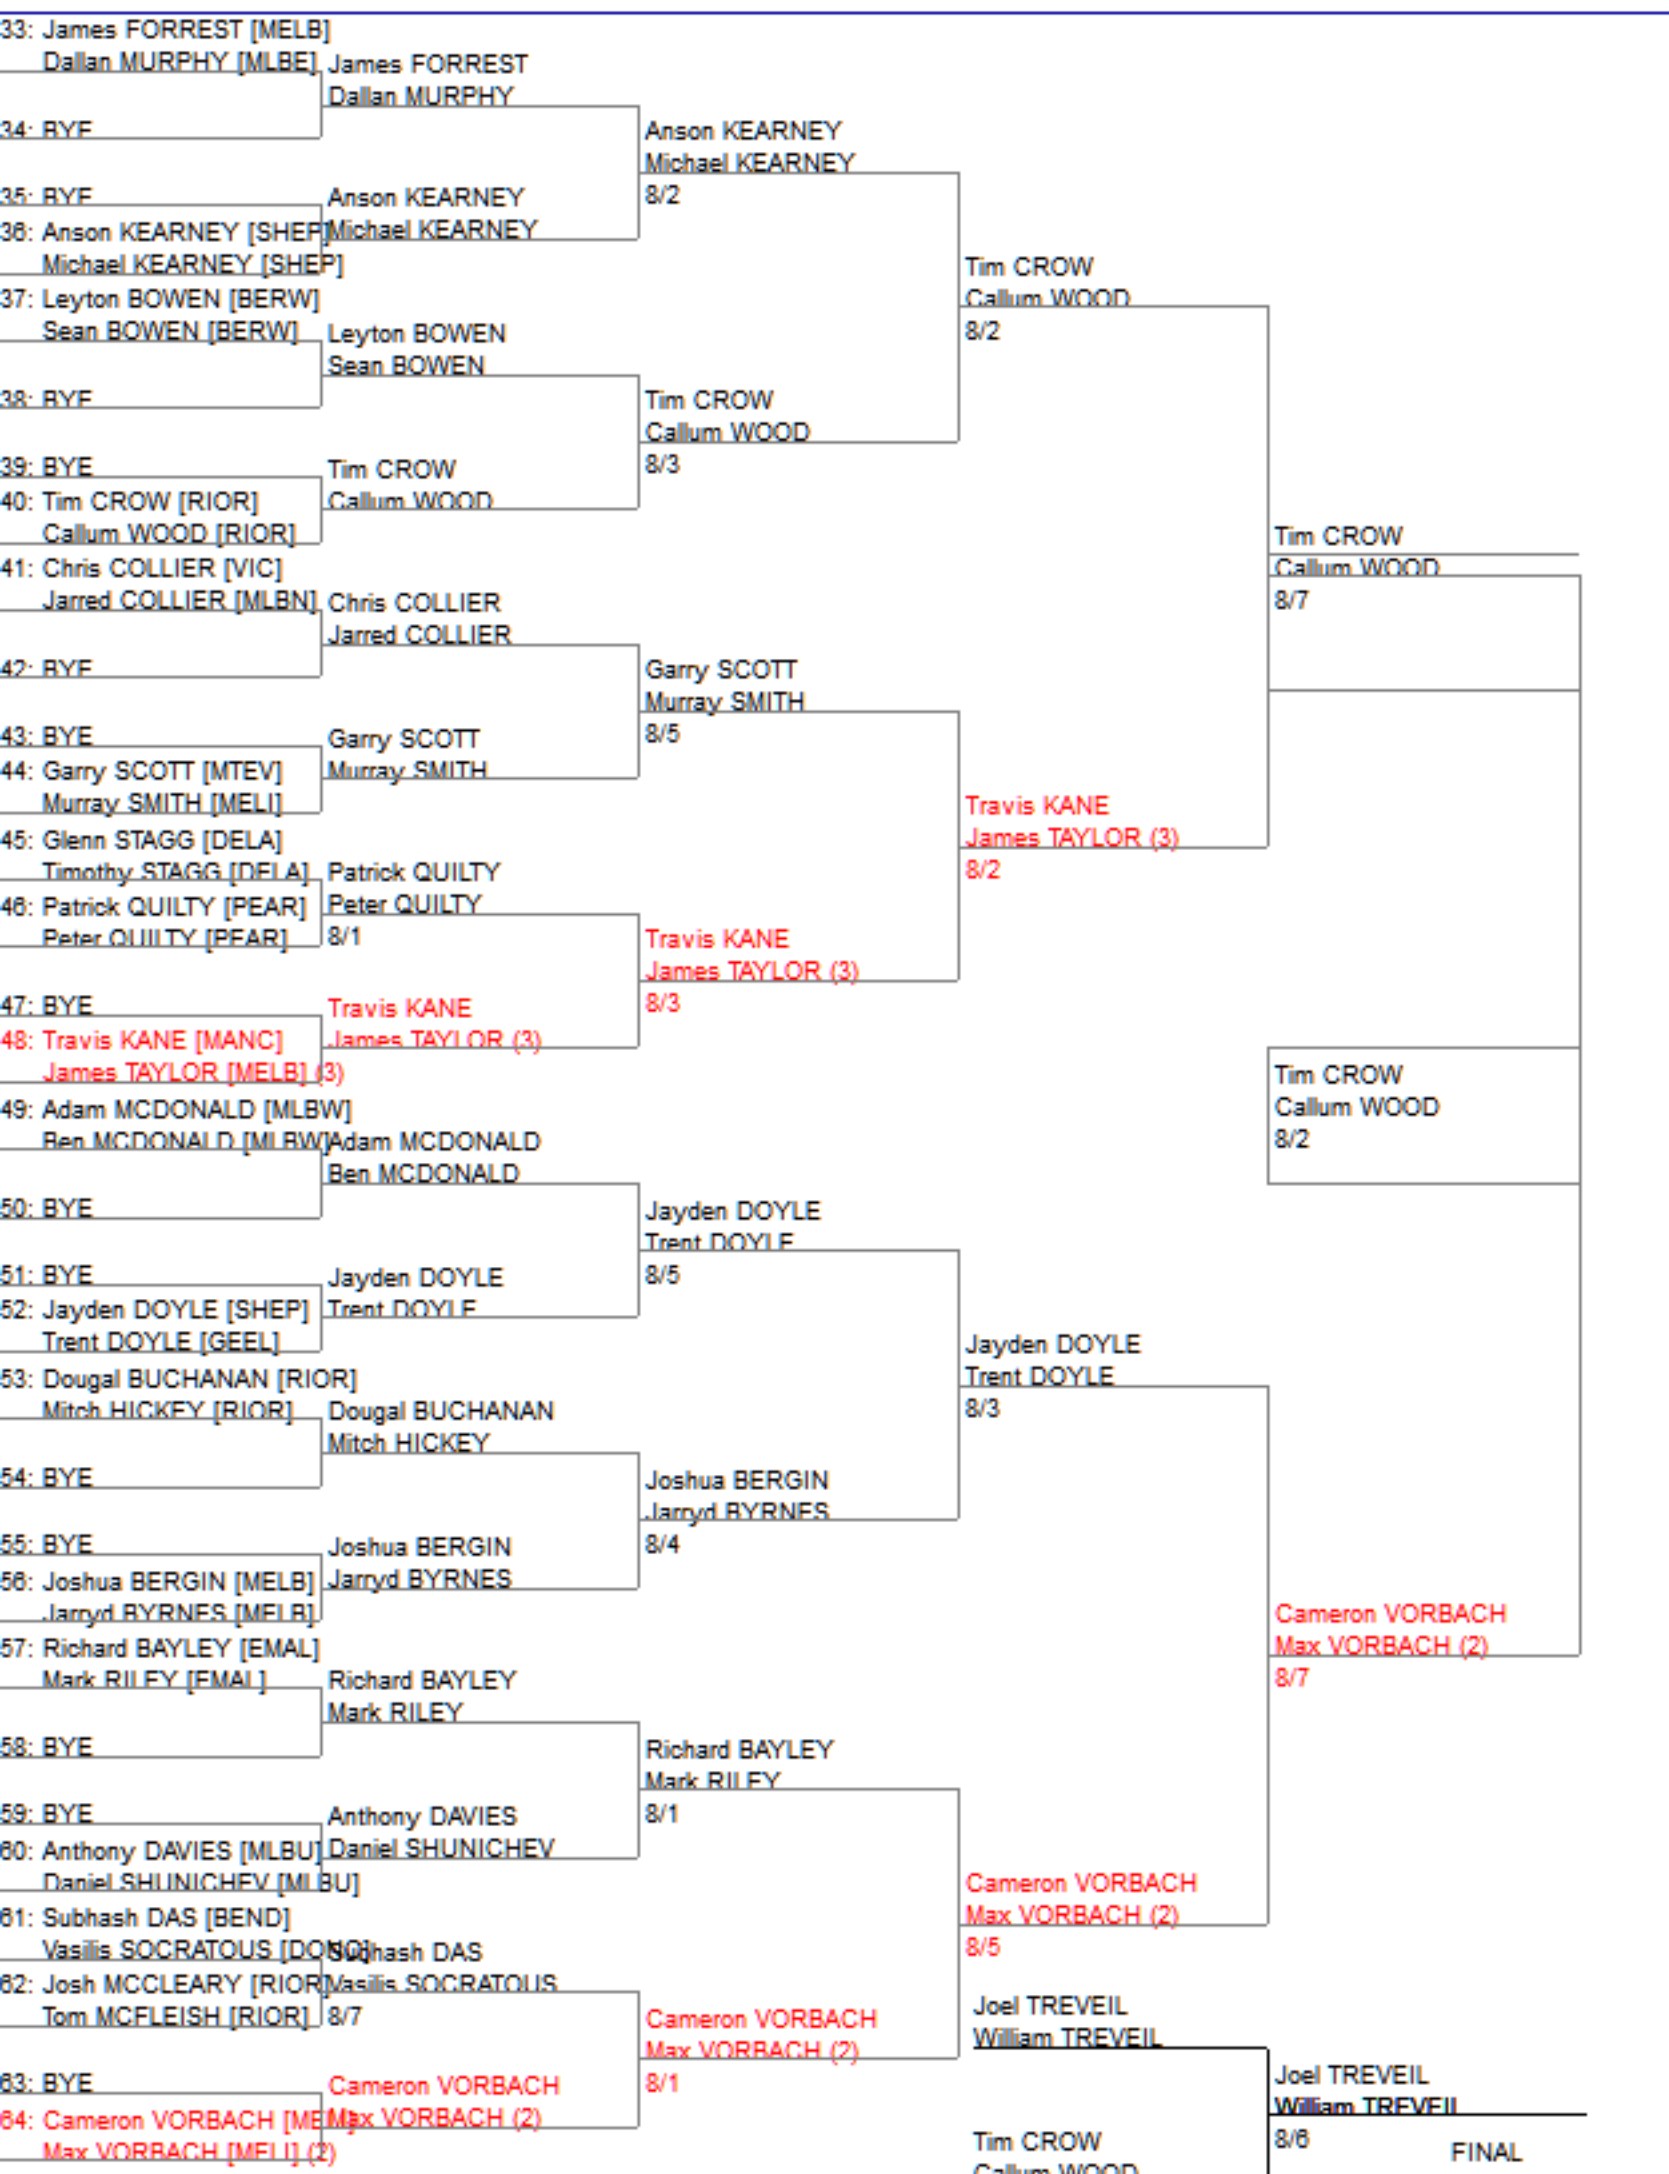 33: James FORREST [MELB]
Dallan MURPHY [MLBE]
34: BYE
35: BYE
36: Anson KEARNEY [SHEP]
Michael KEARNEY [SHEP]
37: Leyton BOWEN [BERW]
Sean BOWEN [BERW]
38: BYE
39: BYE
40: Tim CROW [RIOR]
Callum WOOD [RIOR]
41: Chris COLLIER [VIC]
Jarred COLLIER [MLBN]
42: BYE
43: BYE
44: Garry SCOTT [MTEV]
Murray SMITH [MELI]
45: Glenn STAGG [DELA]
Timothy STAGG [DELA]
46: Patrick QUILTY [PEAR]
Peter QUILTY [PEAR]
47: BYE
48: Travis KANE [MANC]
James TAYLOR [MELB] (3)
49: Adam MCDONALD [MLBW]
Ben MCDONALD [MLBW]
50: BYE
51: BYE
52: Jayden DOYLE [SHEP]
Trent DOYLE [GEEL]
53: Dougal BUCHANAN [RIOR]
Mitch HICKEY [RIOR]
54: BYE
55: BYE
56: Joshua BERGIN [MELB]
Jarryd BYRNES [MELB]
57: Richard BAYLEY [EMAL]
Mark RILEY [EMAL]
58: BYE
59: BYE
60: Anthony DAVIES [MLBU]
Daniel SHUNICHEV [MLBU]
61: Subhash DAS [BEND]
Vasilis SOCRATOUS
62: Josh MCCLEARY [RIOR]
Tom MCFLEISH [RIOR]
63: BYE
64: Cameron VORBACH
Max VORBACH [MELI] (2)
James FORREST
Dallan MURPHY
Anson KEARNEY
Michael KEARNEY
Leyton BOWEN
Sean BOWEN
Tim CROW
Callum WOOD
Chris COLLIER
Jarred COLLIER
Garry SCOTT
Murray SMITH
Patrick QUILTY
Peter QUILTY
8/1
Travis KANE
James TAYLOR (3)
Adam MCDONALD
Ben MCDONALD
Jayden DOYLE
Trent DOYLE
Dougal BUCHANAN
Mitch HICKEY
Joshua BERGIN
Jarryd BYRNES
Richard BAYLEY
Mark RILEY
Anthony DAVIES
Daniel SHUNICHEV
Subhash DAS
Vasilis SOCRATOUS
8/7
Cameron VORBACH
Max VORBACH (2)
Anson KEARNEY
Michael KEARNEY
8/2
Tim CROW
Callum WOOD
8/3
Garry SCOTT
Murray SMITH
8/5
Travis KANE
James TAYLOR (3)
8/3
Jayden DOYLE
Trent DOYLE
8/5
Joshua BERGIN
Jarryd BYRNES
8/4
Richard BAYLEY
Mark RILEY
8/1
Cameron VORBACH
Max VORBACH (2)
8/1
Tim CROW
Callum WOOD
8/2
Travis KANE
James TAYLOR (3)
8/2
Jayden DOYLE
Trent DOYLE
8/3
Cameron VORBACH
Max VORBACH (2)
8/5
Joel TREVEIL
William TREVEIL
Tim CROW
Callum WOOD
Tim CROW
Callum WOOD
8/7
Tim CROW
Callum WOOD
8/2
Cameron VORBACH
Max VORBACH (2)
8/7
Joel TREVEIL
William TREVEIL
8/6
FINAL